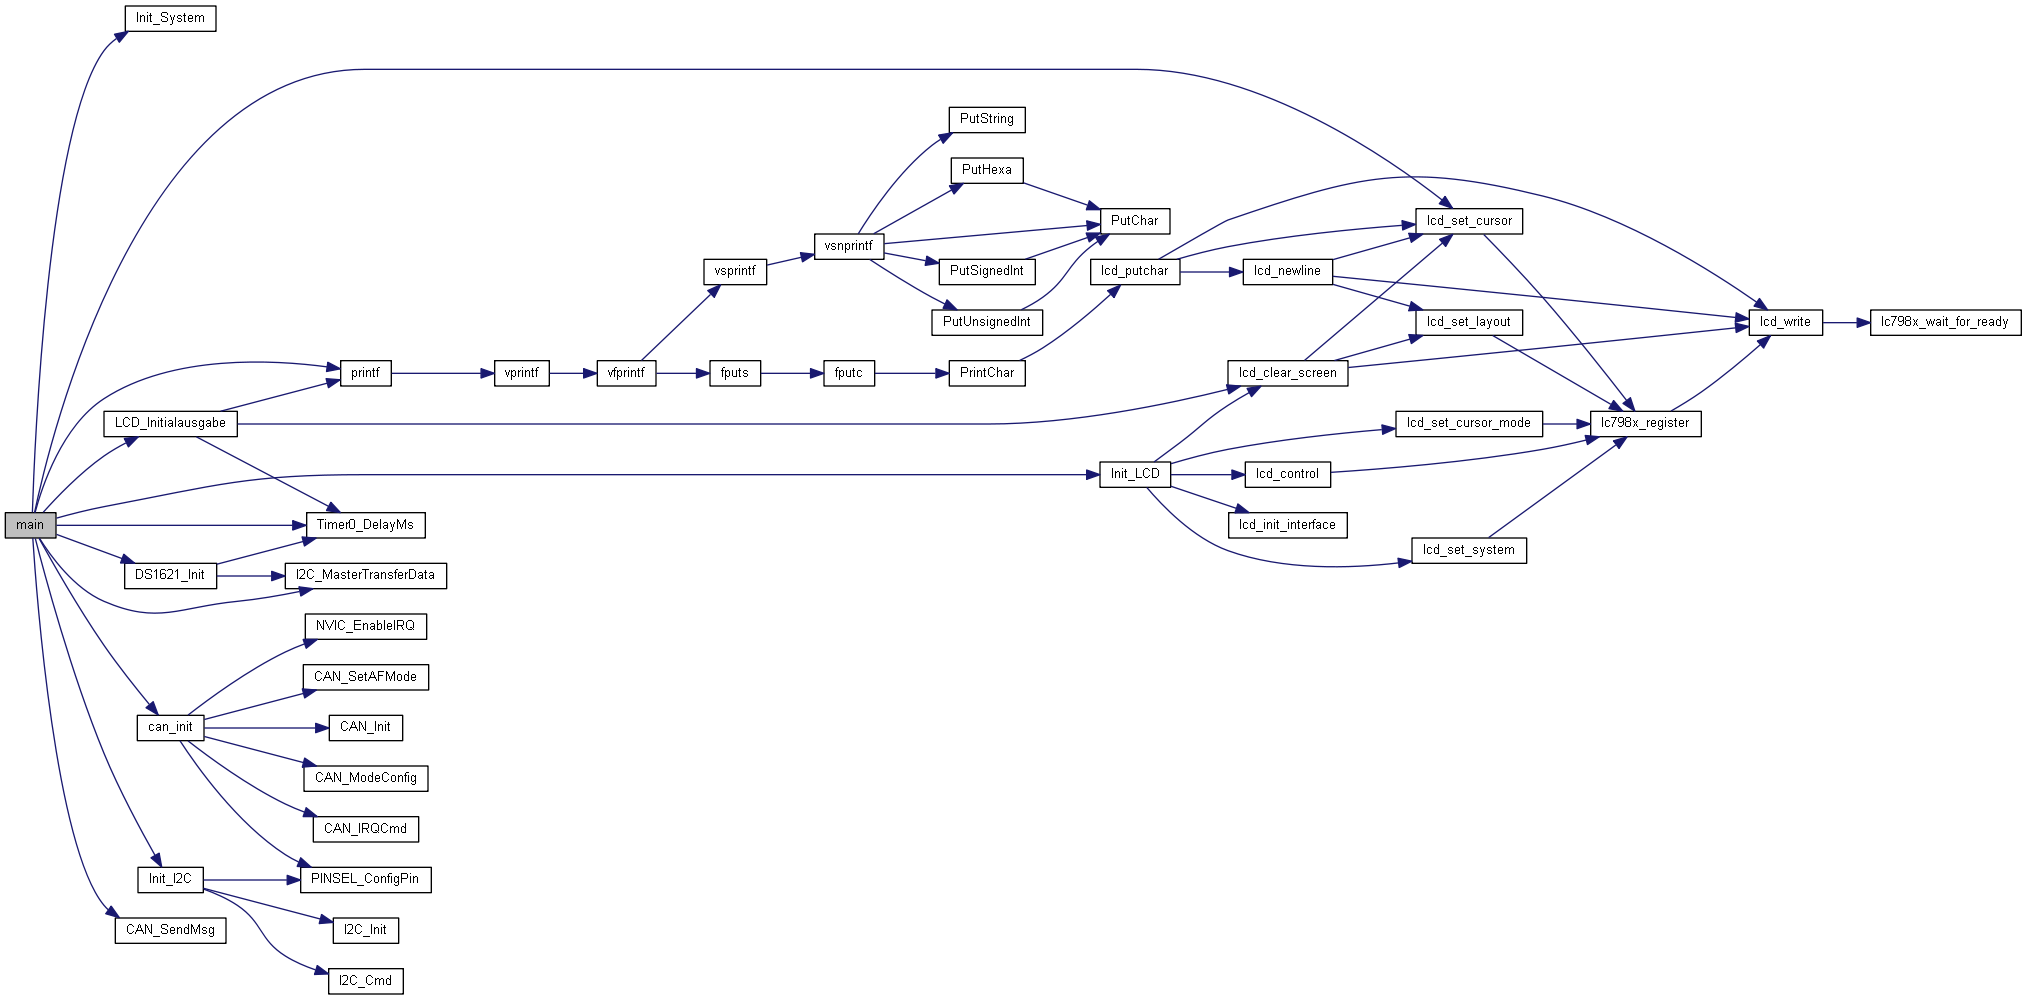 Init_System
PutString
PutHexa
PutChar
lcd_set_cursor
vsnprintf
vsprintf
PutSignedInt
lcd_putchar
lcd_newline
PutUnsignedInt
lcd_set_layout
lcd_write
lc798x_wait_for_ready
printf
vprintf
vfprintf
fputs
fputc
PrintChar
lcd_clear_screen
LCD_Initialausgabe
lcd_set_cursor_mode
lc798x_register
Init_LCD
lcd_control
main
Timer0_DelayMs
lcd_init_interface
lcd_set_system
DS1621_Init
I2C_MasterTransferData
NVIC_EnableIRQ
CAN_SetAFMode
can_init
CAN_Init
CAN_ModeConfig
CAN_IRQCmd
Init_I2C
PINSEL_ConfigPin
CAN_SendMsg
I2C_Init
I2C_Cmd